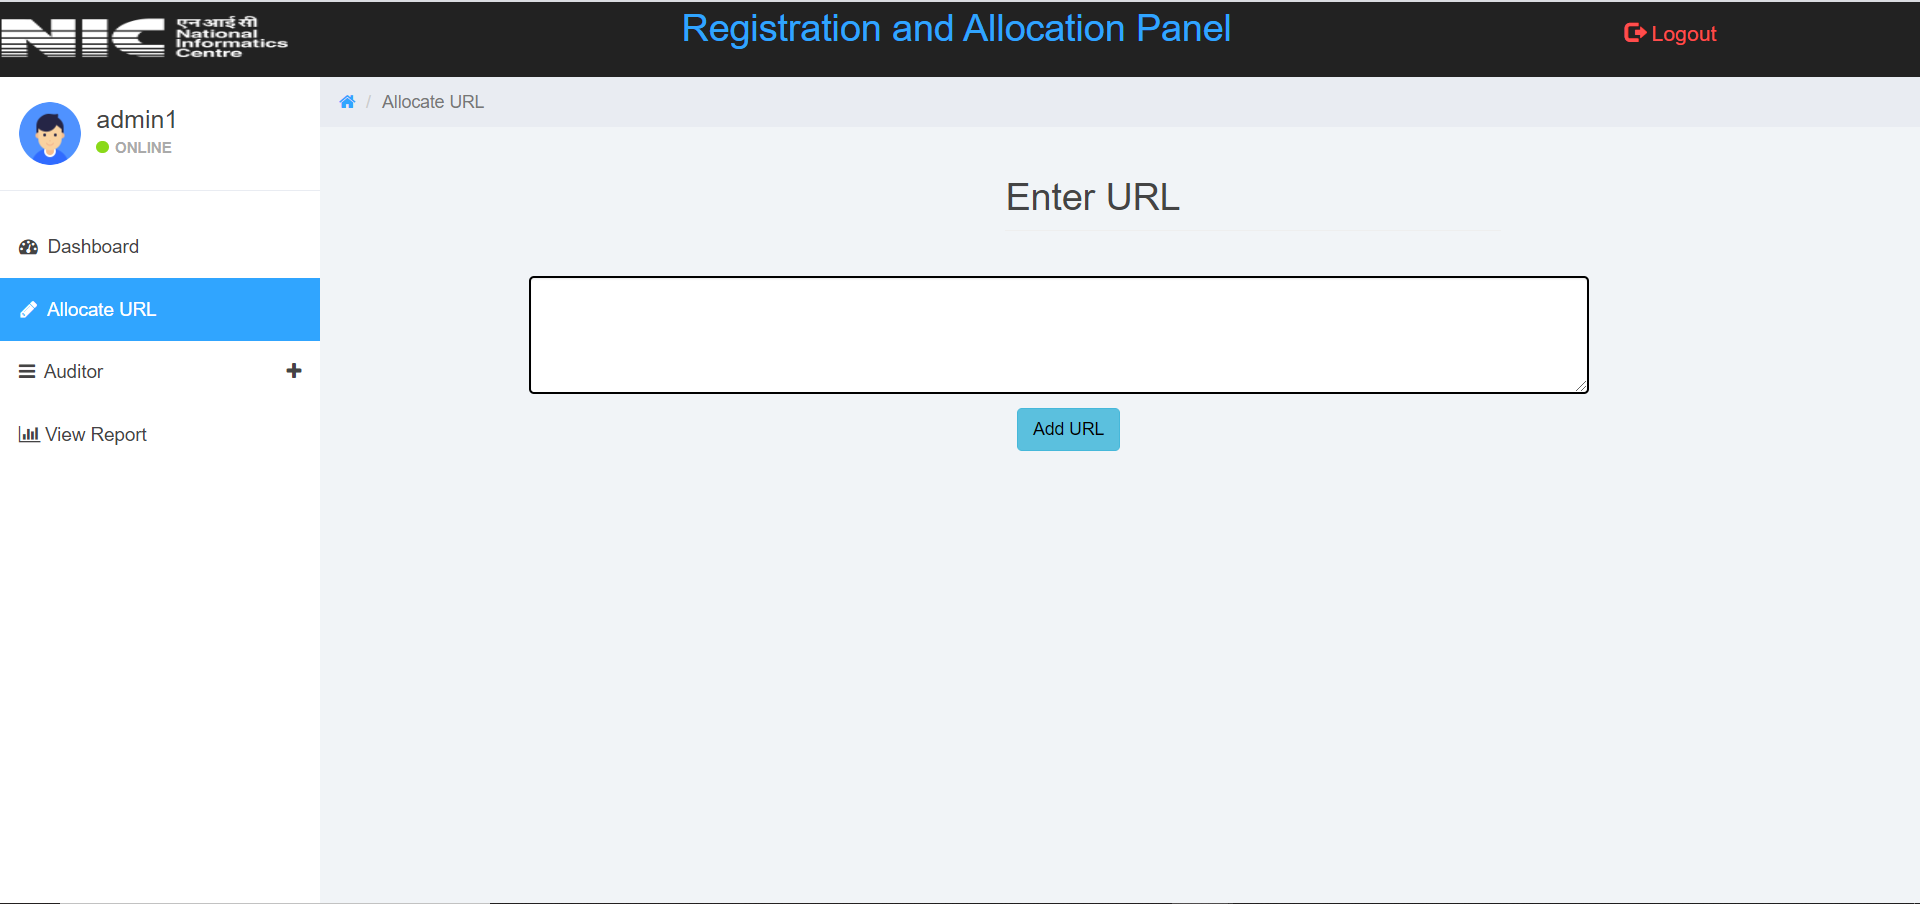 NIC
एन आई सी
National
Informatics
Centre
Registration and Allocation Panel
Logout
admin1
ONLINE
/ Allocate URL
Dashboard
Allocate URL
Auditor
View Report
Enter URL
Add URL